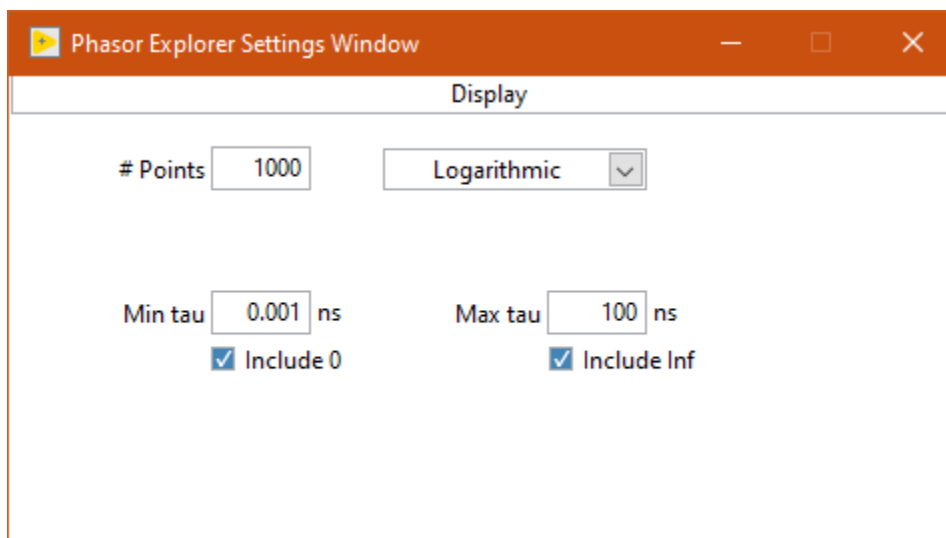 Phasor Explorer Settings Window
Display
# Points 1000 Logarithmic
Min tau 0.001 ns Max tau 100 ns
Include 0 Include Inf